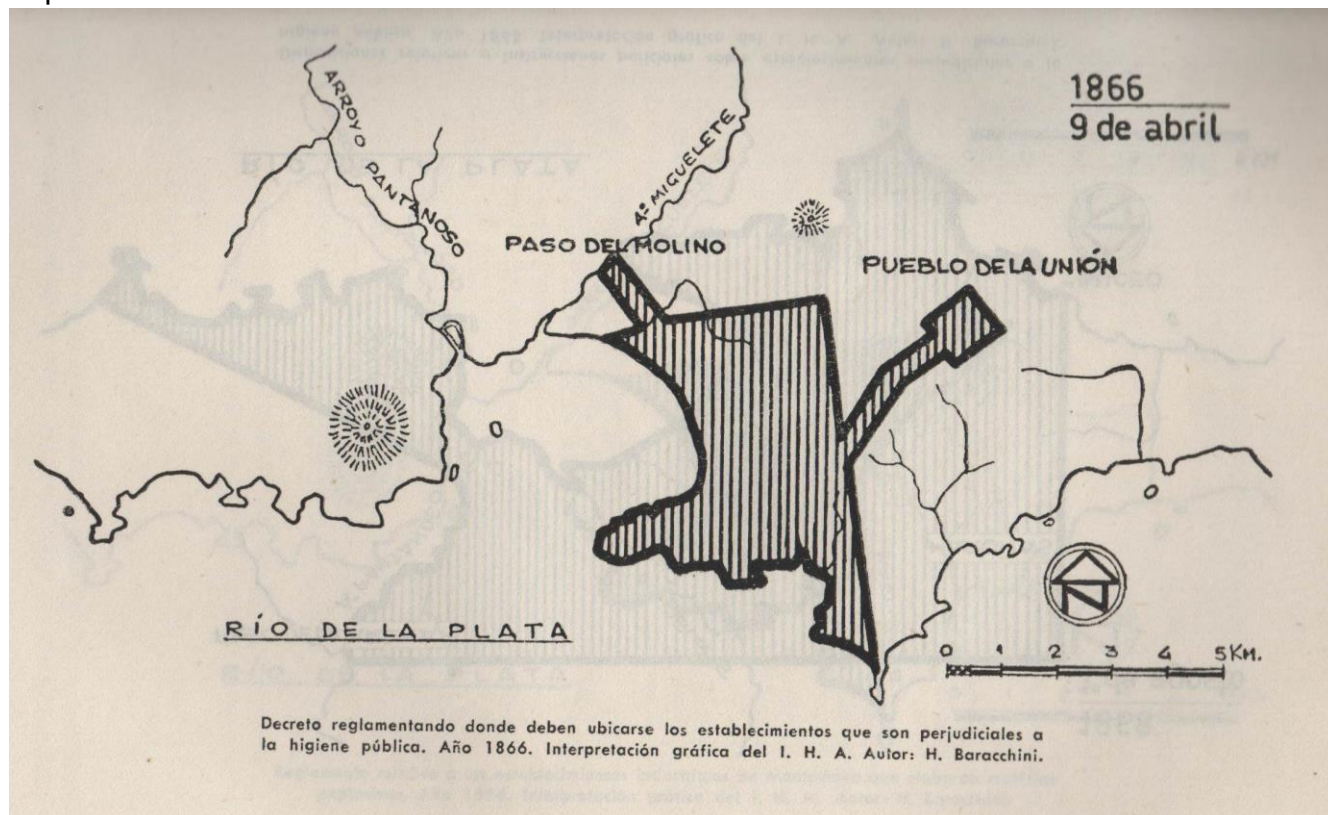 1866
9 de abril
ARROYO PANTANOSO
Aº MIGUELETE
PASO DEL MOLINO
PUEBLO DE LA UNIÓN
RÍO DE LA PLATA
N
0 1 2 3 4 5 KM.
Decreto reglamentando donde deben ubicarse los establecimientos que son perjudiciales a
la higiene pública. Año 1866. Interpretación gráfica del I. H. A. Autor: H. Baracchini.